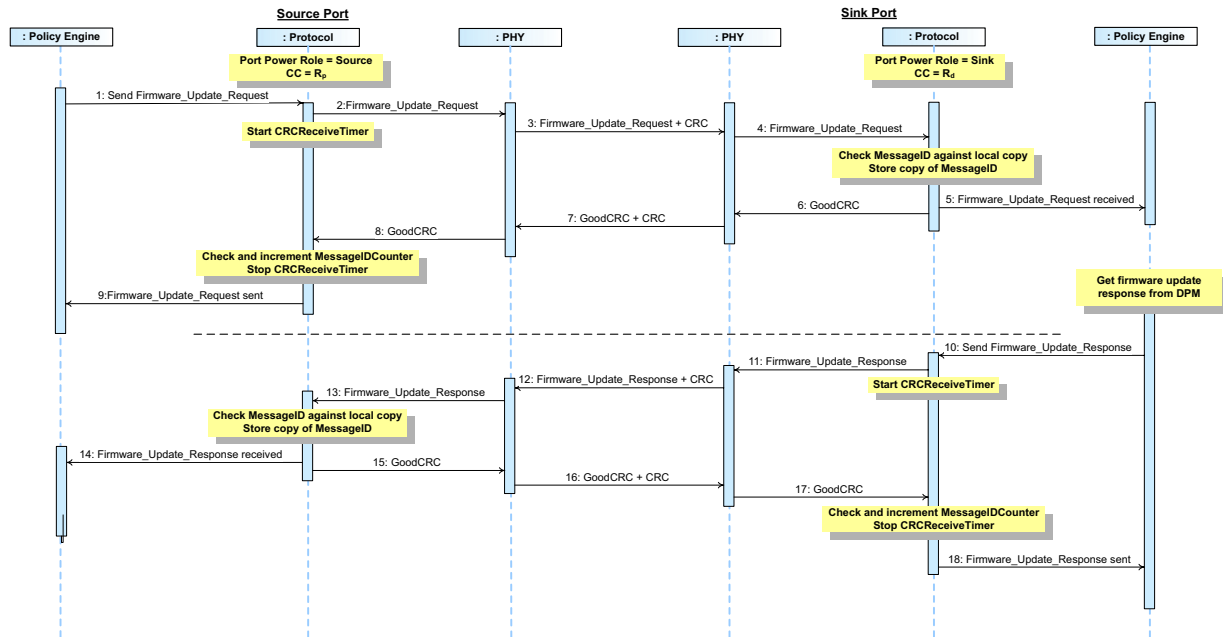 Source Port
Sink Port
: Policy Engine
: Protocol
: PHY
: PHY
: Protocol
: Policy Engine
Port Power Role = Source
CC = Rp
Port Power Role = Sink
CC = Rd
1: Send Firmware_Update_Request
2:Firmware_Update_Request
Start CRCReceiveTimer
3: Firmware_Update_Request + CRC
4: Firmware_Update_Request
Check MessageID against local copy
Store copy of MessageID
5: Firmware_Update_Request received
6: GoodCRC
7: GoodCRC + CRC
8: GoodCRC
Check and increment MessageIDCounter
Stop CRCReceiveTimer
9:Firmware_Update_Request sent
Get firmware update
response from DPM
10: Send Firmware_Update_Response
11: Firmware_Update_Response
Start CRCReceiveTimer
12: Firmware_Update_Response + CRC
13: Firmware_Update_Response
Check MessageID against local copy
Store copy of MessageID
14: Firmware_Update_Response received
15: GoodCRC
16: GoodCRC + CRC
17: GoodCRC
Check and increment MessageIDCounter
Stop CRCReceiveTimer
18: Firmware_Update_Response sent